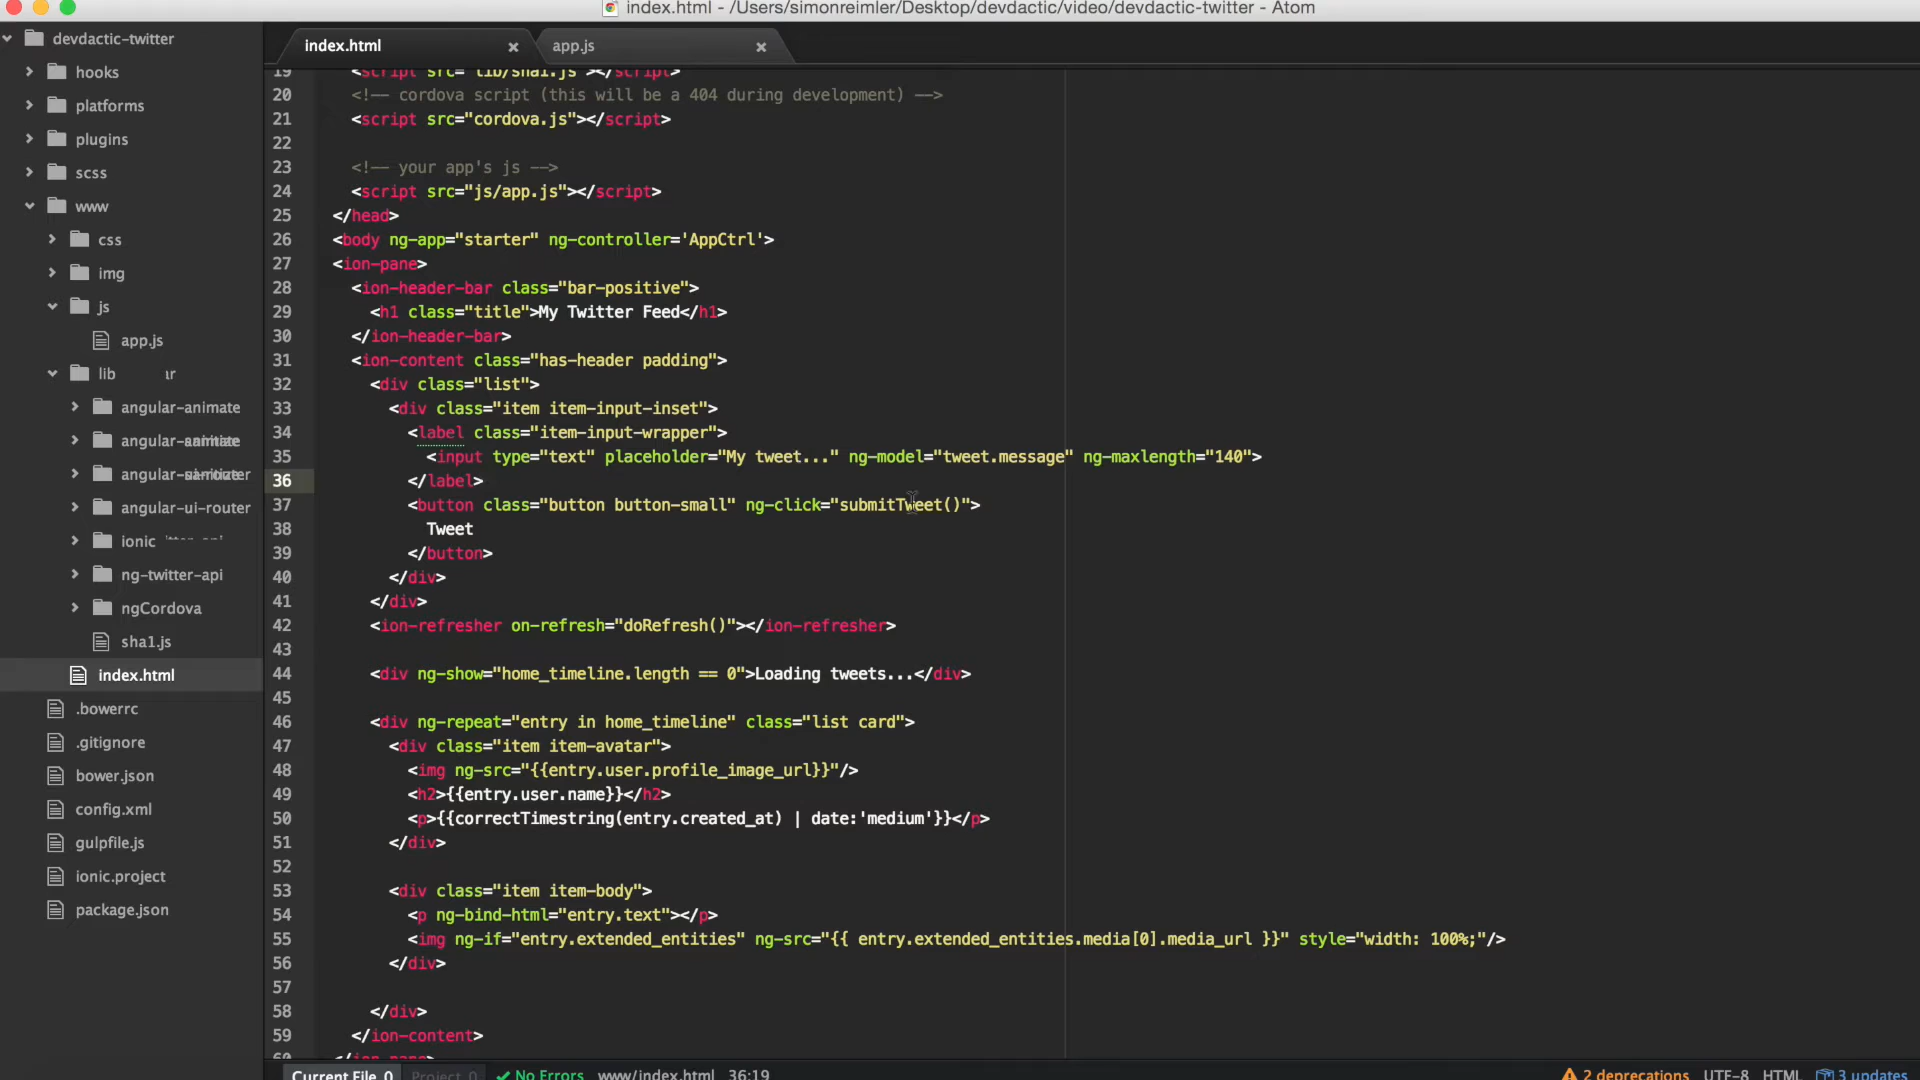 index.html - /Users/simonreimler/Desktop/devdactic/video/devdactic-twitter - Atom
devdactic-twitter
hooks
platforms
plugins
scss
www
css
img
js
app.js
lib
angular-animate
angular-ui-router
ionic
ng-twitter-api
ngCordova
sha1.js
index.html
.bowerrc
.gitignore
bower.json
config.xml
gulpfile.js
ionic.project
package.json
index.html
app.js
19 <script src="lib/sha1.js"></script>
20 <!-- cordova script (this will be a 404 during development) -->
21 <script src="cordova.js"></script>
22
23 <!-- your app's js -->
24 <script src="js/app.js"></script>
25 </head>
26 <body ng-app="starter" ng-controller='AppCtrl'>
27 <ion-pane>
28 <ion-header-bar class="bar-positive">
29 <h1 class="title">My Twitter Feed</h1>
30 </ion-header-bar>
31 <ion-content class="has-header padding">
32 <div class="list">
33 <div class="item item-input-inset">
34 <label class="item-input-wrapper">
35 <input type="text" placeholder="My tweet..." ng-model="tweet.message" ng-maxlength="140">
36 </label>
37 <button class="button button-small" ng-click="submitTweet()">
38 Tweet
39 </button>
40 </div>
41 </div>
42 <ion-refresher on-refresh="doRefresh()"></ion-refresher>
43
44 <div ng-show="home_timeline.length == 0">Loading tweets...</div>
45
46 <div ng-repeat="entry in home_timeline" class="list card">
47 <div class="item item-avatar">
48 <img ng-src="{{entry.user.profile_image_url}}"/>
49 <h2>{{entry.user.name}}</h2>
50 <p>{{correctTimestring(entry.created_at) | date:'medium'}}</p>
51 </div>
52
53 <div class="item item-body">
54 <p ng-bind-html="entry.text"></p>
55 <img ng-if="entry.extended_entities" ng-src="{{ entry.extended_entities.media[0].media_url }}" style="width: 100%;"/>
56 </div>
57
58 </div>
59 </ion-content>
60 </ion-pane>
Current File 0 Project 0 No Errors www/index.html 36:19 2 deprecations UTF-8 HTML 3 updates